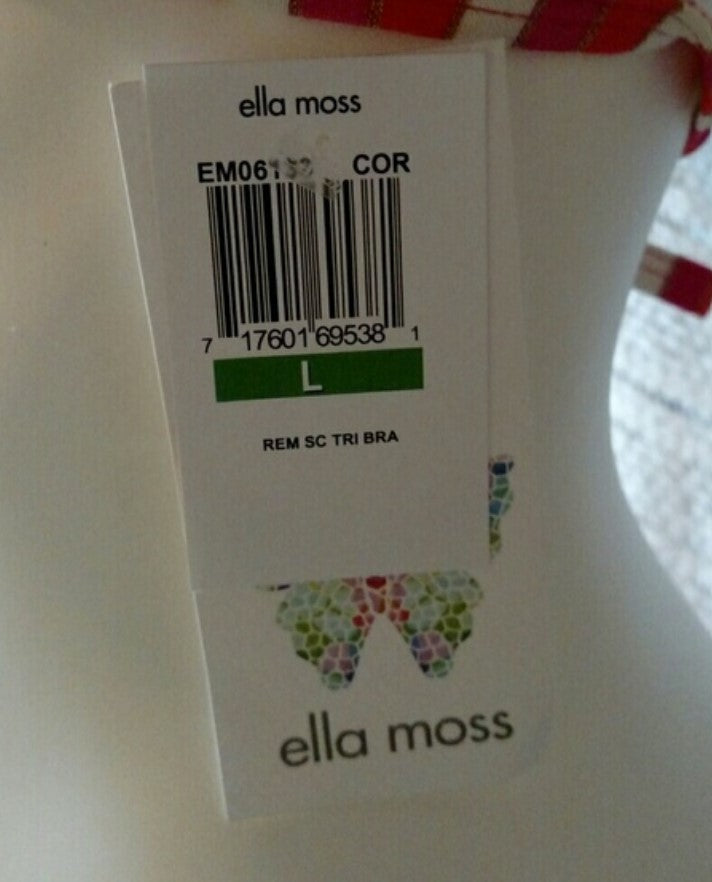 ella moss
COR
7 17601 69538 1
L
REM SC TRI BRA
ella moss